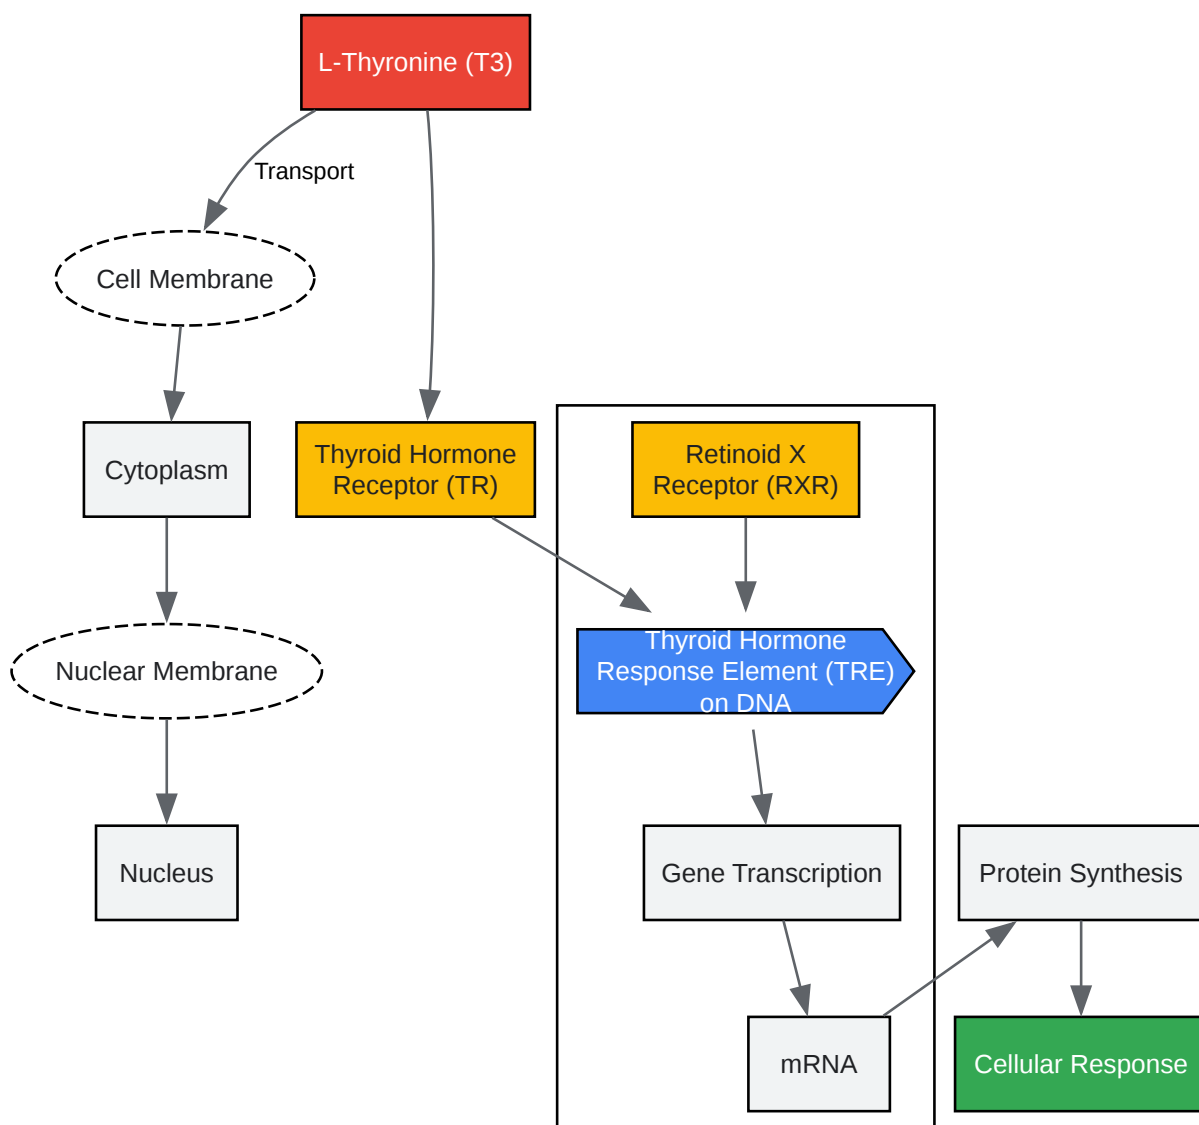 L-Thyronine (T3)
Transport
Cell Membrane
Cytoplasm
Thyroid Hormone
Receptor (TR)
Retinoid X
Receptor (RXR)
Nuclear Membrane
Thyroid Hormone
Response Element (TRE)
on DNA
Nucleus
Gene Transcription
Protein Synthesis
mRNA
Cellular Response